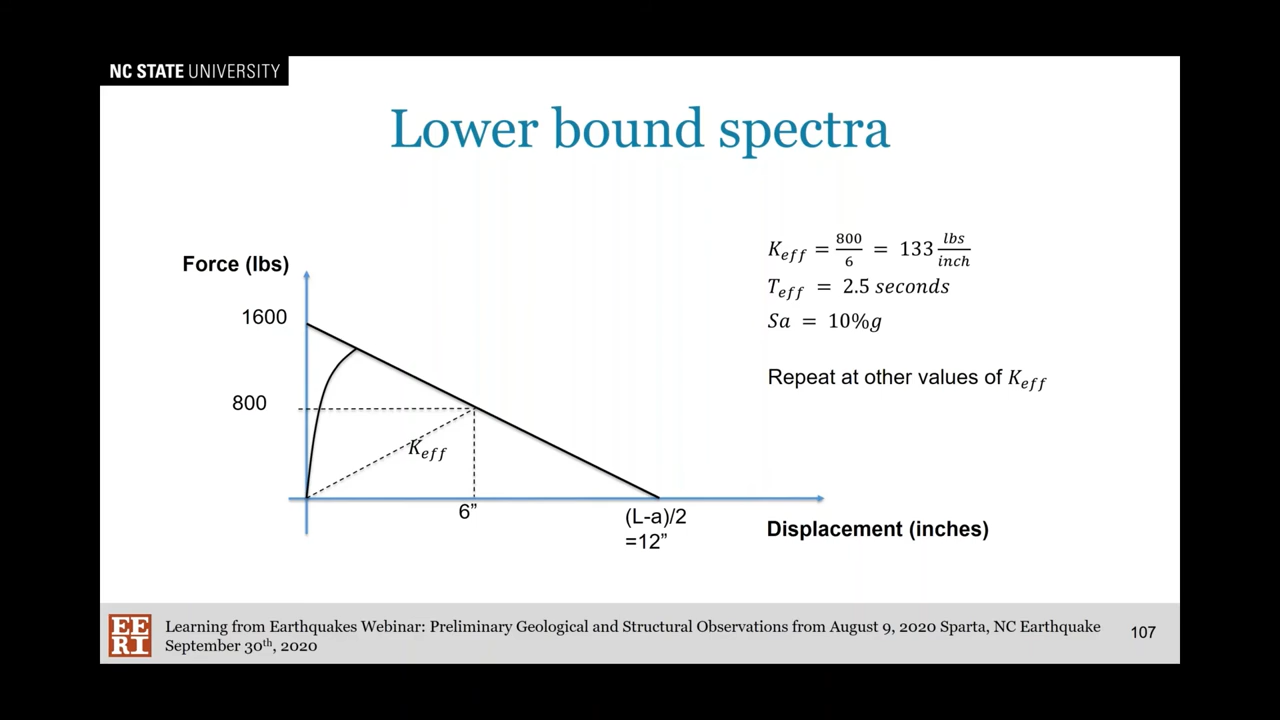 NC STATE UNIVERSITY
Lower bound spectra
Force (lbs)
1600
800
K_eff
6”
(L-a)/2
=12”
Displacement (inches)
K_eff = 800/6 = 133 lbs/inch
T_eff = 2.5 seconds
Sa = 10%g
Repeat at other values of K_eff
EE
RI
Learning from Earthquakes Webinar: Preliminary Geological and Structural Observations from August 9, 2020 Sparta, NC Earthquake
September 30th, 2020
107